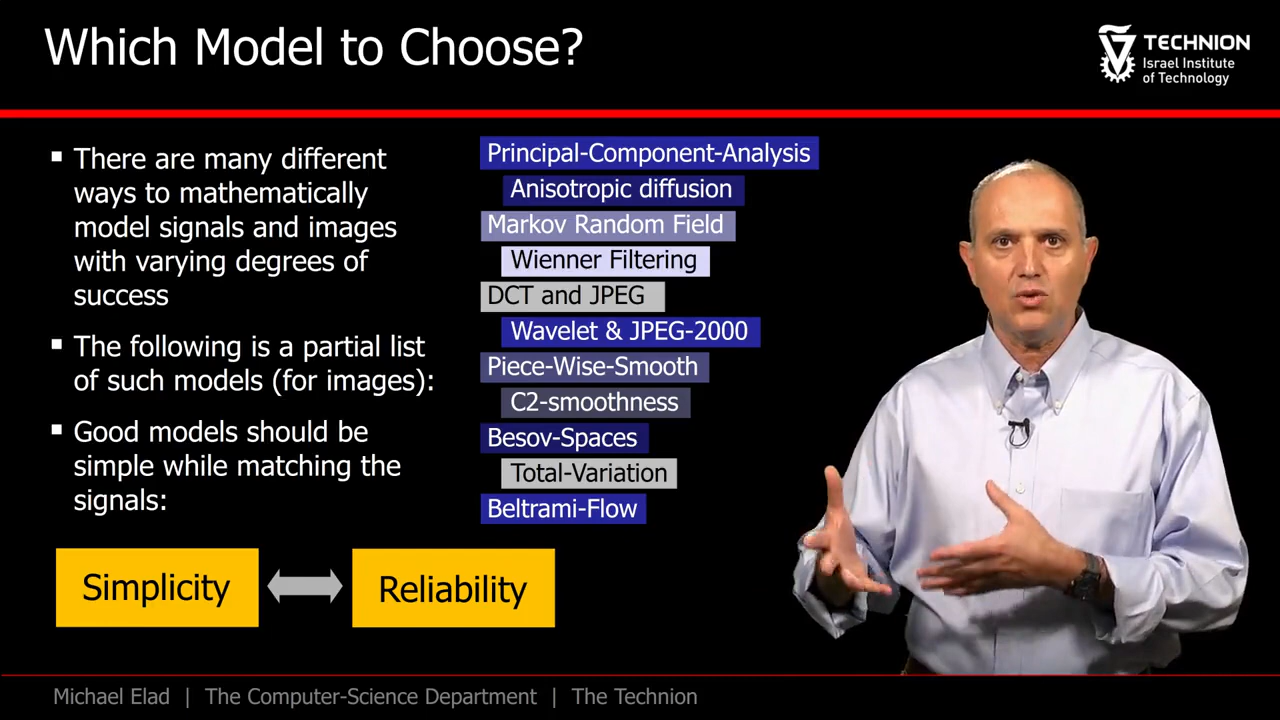 Which Model to Choose?
TECHNION
Israel Institute
of Technology
▪ There are many different
ways to mathematically
model signals and images
with varying degrees of
success
▪ The following is a partial list
of such models (for images):
▪ Good models should be
simple while matching the
signals:
Principal-Component-Analysis
Anisotropic diffusion
Markov Random Field
Wienner Filtering
DCT and JPEG
Wavelet & JPEG-2000
Piece-Wise-Smooth
C2-smoothness
Besov-Spaces
Total-Variation
Beltrami-Flow
Simplicity
Reliability
Michael Elad | The Computer-Science Department | The Technion